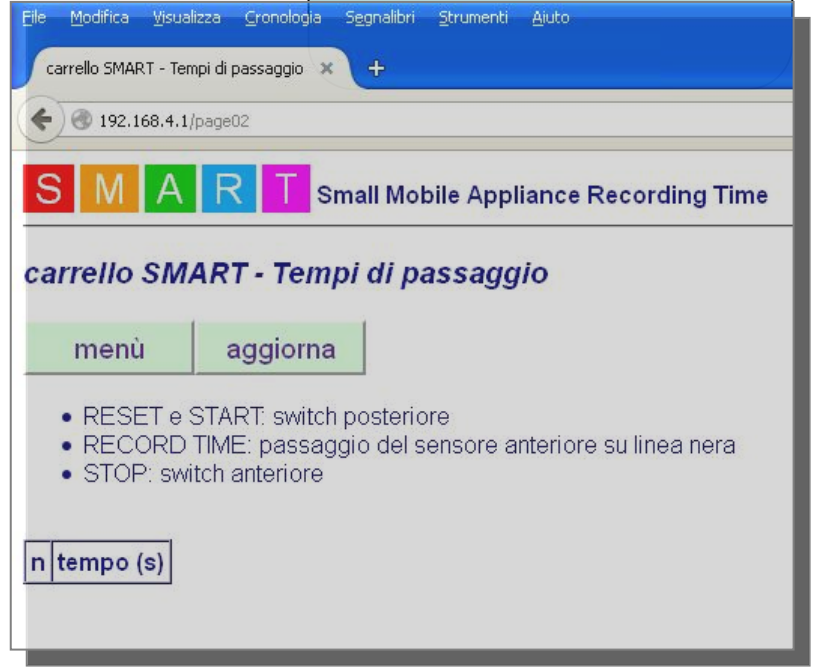 File Modifica Visualizza Cronologia Segnalibri Strumenti Aiuto
carrello SMART - Tempi di passaggio × +
192.168.4.1/page02
S M A R T Small Mobile Appliance Recording Time
carrello SMART - Tempi di passaggio
menù aggiorna
• RESET e START: switch posteriore
• RECORD TIME: passaggio del sensore anteriore su linea nera
• STOP: switch anteriore
n tempo (s)